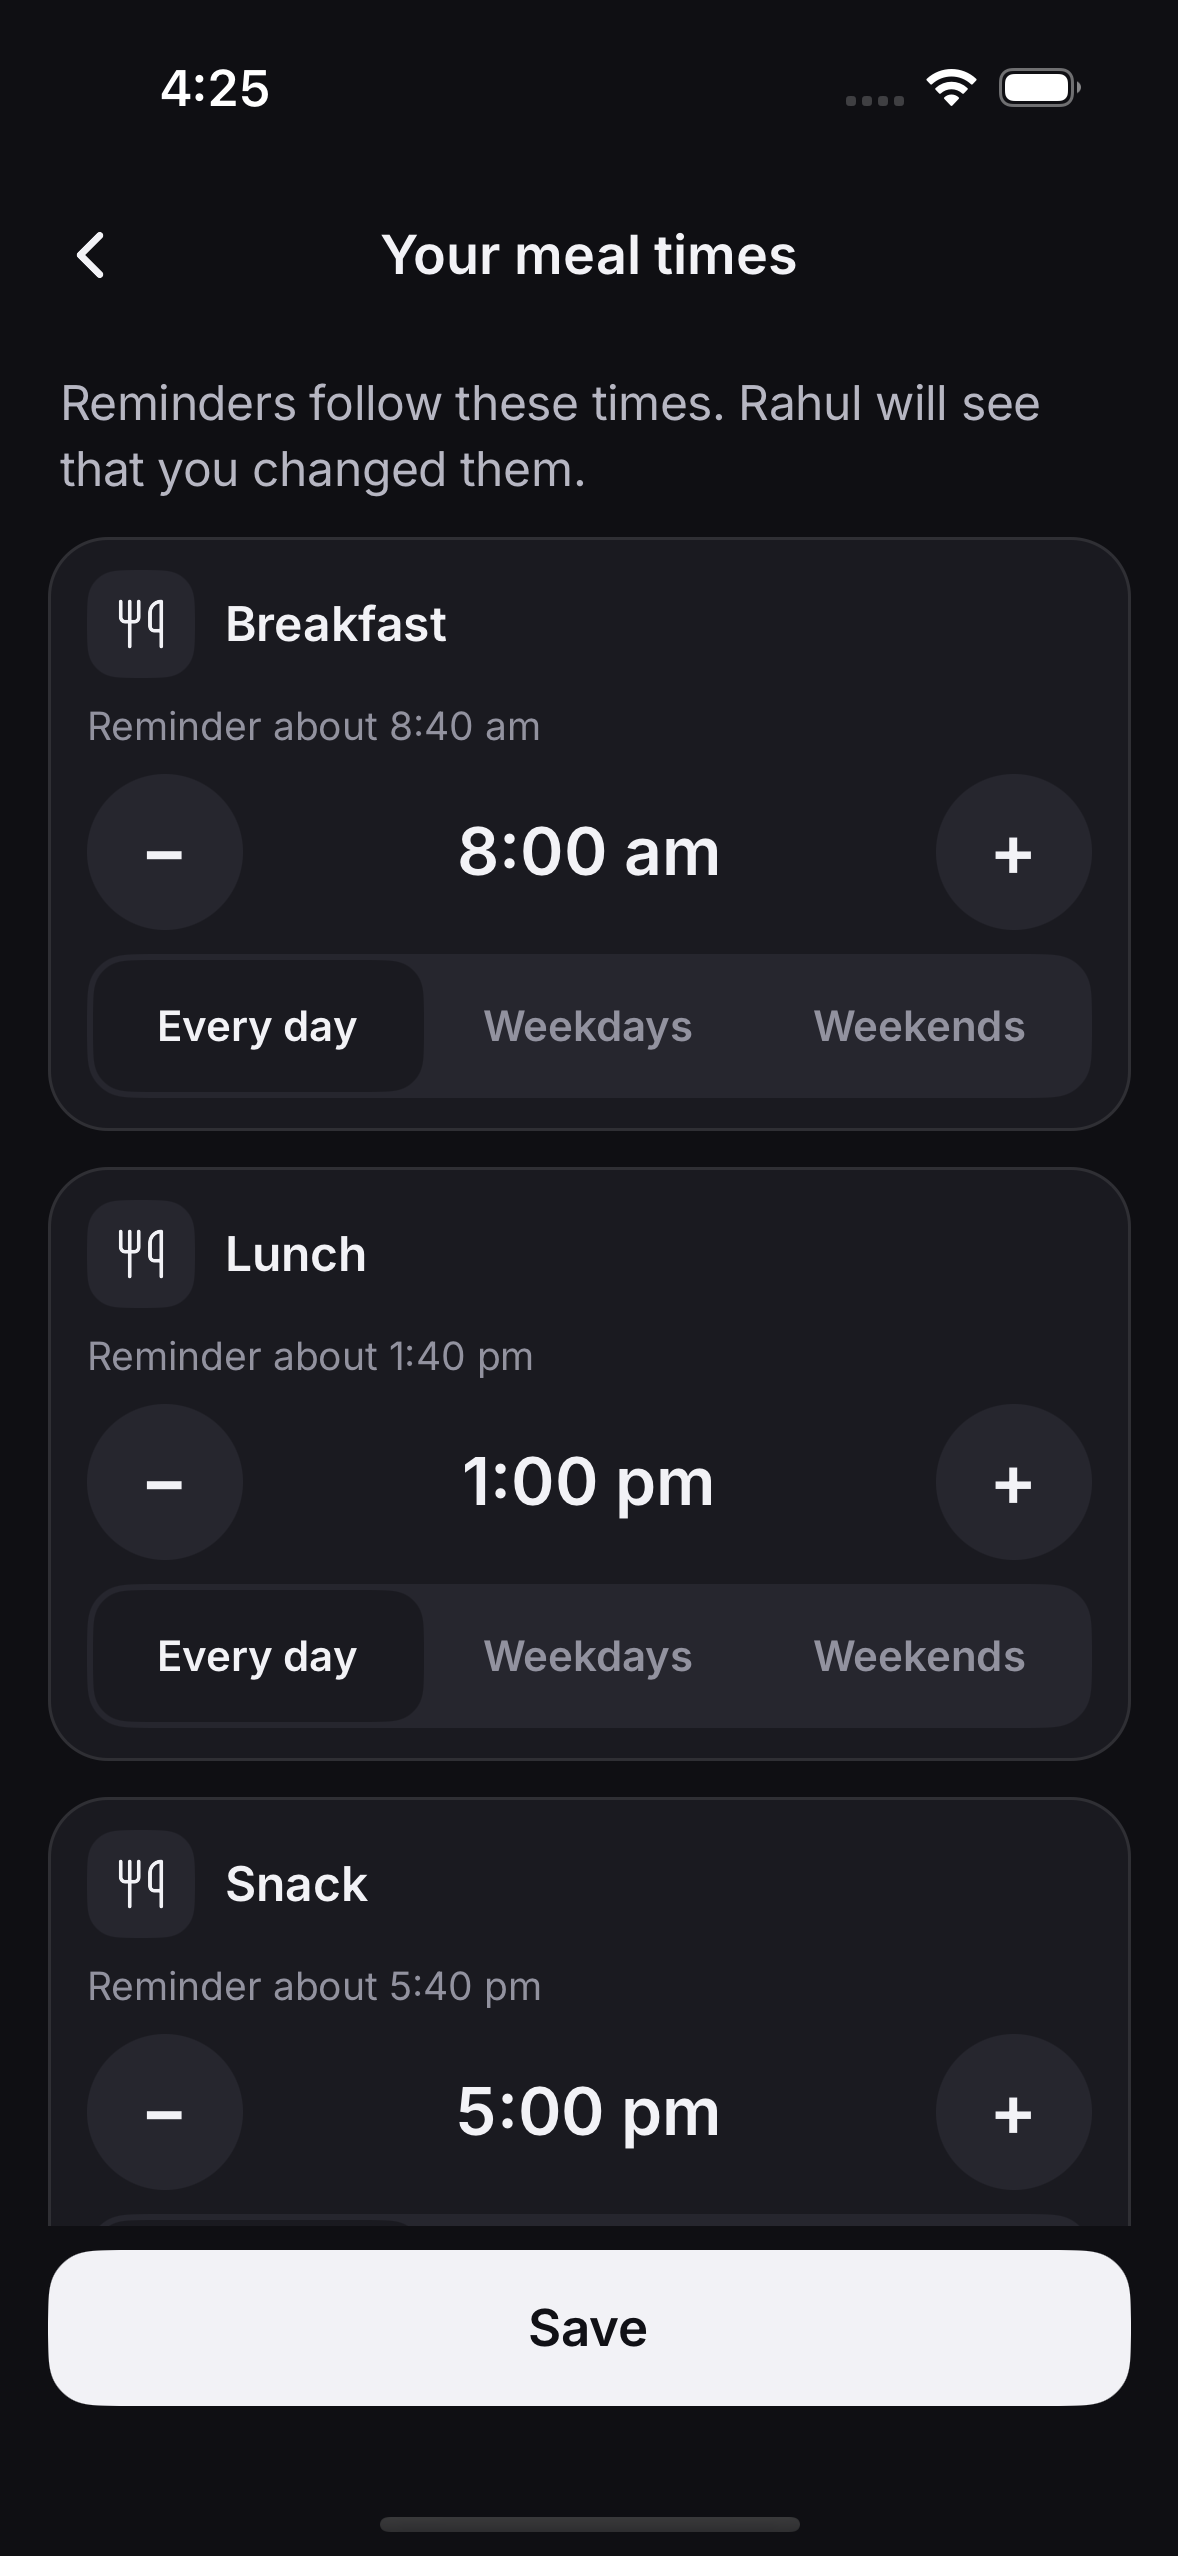 4:25
Your meal times
Reminders follow these times. Rahul will see
that you changed them.
Breakfast
Reminder about 8:40 am
− 8:00 am +
Every day Weekdays Weekends
Lunch
Reminder about 1:40 pm
− 1:00 pm +
Every day Weekdays Weekends
Snack
Reminder about 5:40 pm
− 5:00 pm +
Save